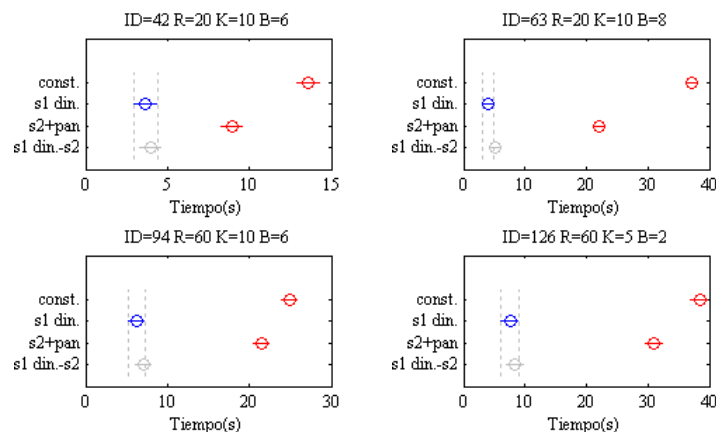 ID=42 R=20 K=10 B=6
const.
s1 din.
s2+pan
s1 din.-s2
0 5 10 15
Tiempo(s)
ID=63 R=20 K=10 B=8
const.
s1 din.
s2+pan
s1 din.-s2
0 10 20 30 40
Tiempo(s)
ID=94 R=60 K=10 B=6
const.
s1 din.
s2+pan
s1 din.-s2
0 10 20 30
Tiempo(s)
ID=126 R=60 K=5 B=2
const.
s1 din.
s2+pan
s1 din.-s2
0 10 20 30 40
Tiempo(s)